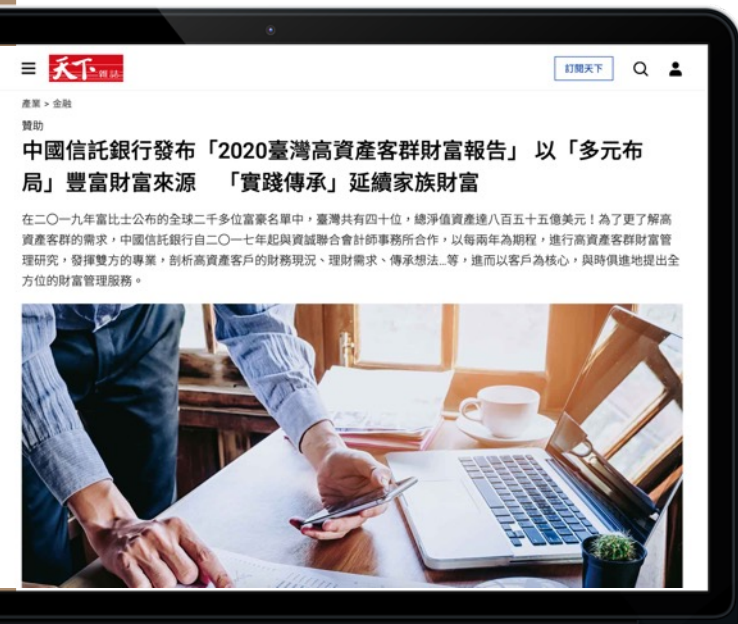 天下雜誌
訂閱天下
產業 > 金融
贊助
中國信託銀行發布「2020臺灣高資產客群財富報告」 以「多元布
局」豐富財富來源 「實踐傳承」延續家族財富
在二〇一九年富比士公布的全球二千多位富豪名單中，臺灣共有四十位，總淨值資產達八百五十五億美元！為了更了解高
資產客群的需求，中國信託銀行自二〇一七年起與資誠聯合會計師事務所合作，以每兩年為期程，進行高資產客群財富管
理研究，發揮雙方的專業，剖析高資產客戶的財務現況、理財需求、傳承想法…等，進而以客戶為核心，與時俱進地提出全
方位的財富管理服務。